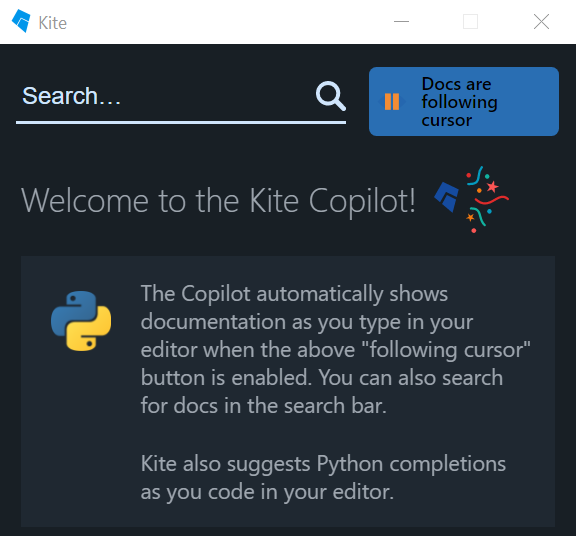 Kite
Search...
Docs are
following
cursor
Welcome to the Kite Copilot!
The Copilot automatically shows
documentation as you type in your
editor when the above "following cursor"
button is enabled. You can also search
for docs in the search bar.
Kite also suggests Python completions
as you code in your editor.